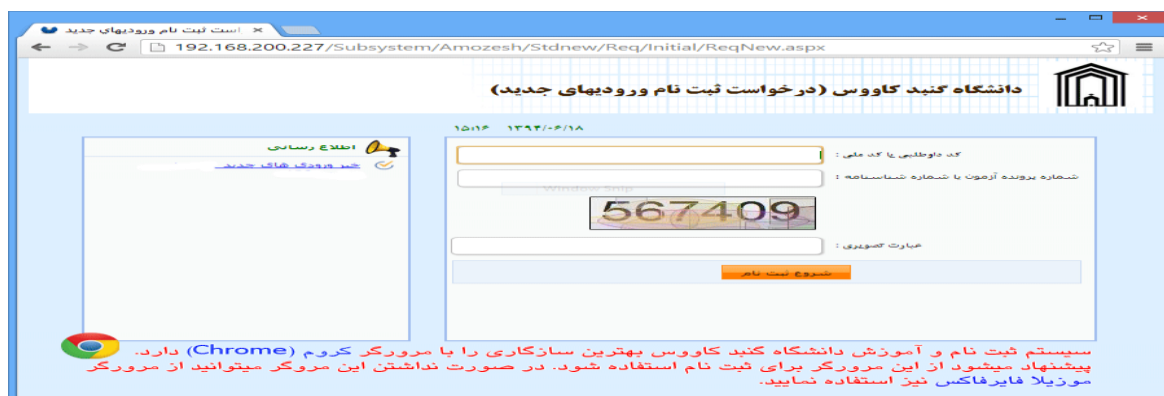 است ثبت نام ورودیهای جدید
192.168.200.227/Subsystem/Amozesh/Stdnew/Req/Initial/ReqNew.aspx
دانشگاه گنبد کاووس (درخواست ثبت نام ورودیهای جدید)
۱۳۹۴/۰۶/۱۸ ۱۵:۱۶
کد داوطلبی یا کد ملی :
شماره پرونده آزمون یا شماره شناسنامه :
Window Snip
567409
عبارت تصویری :
شروع ثبت نام
اطلاع رسانی
خبر ورودی های جدید
سیستم ثبت نام و آموزش دانشگاه گنبد کاووس بهترین سازگاری را با مرورگر کروم (Chrome) دارد.
پیشنهاد میشود از این مرورگر برای ثبت نام استفاده شود. در صورت نداشتن این مروگر میتوانید از مرورگر
موزیلا فایرفاکس نیز استفاده نمایید.